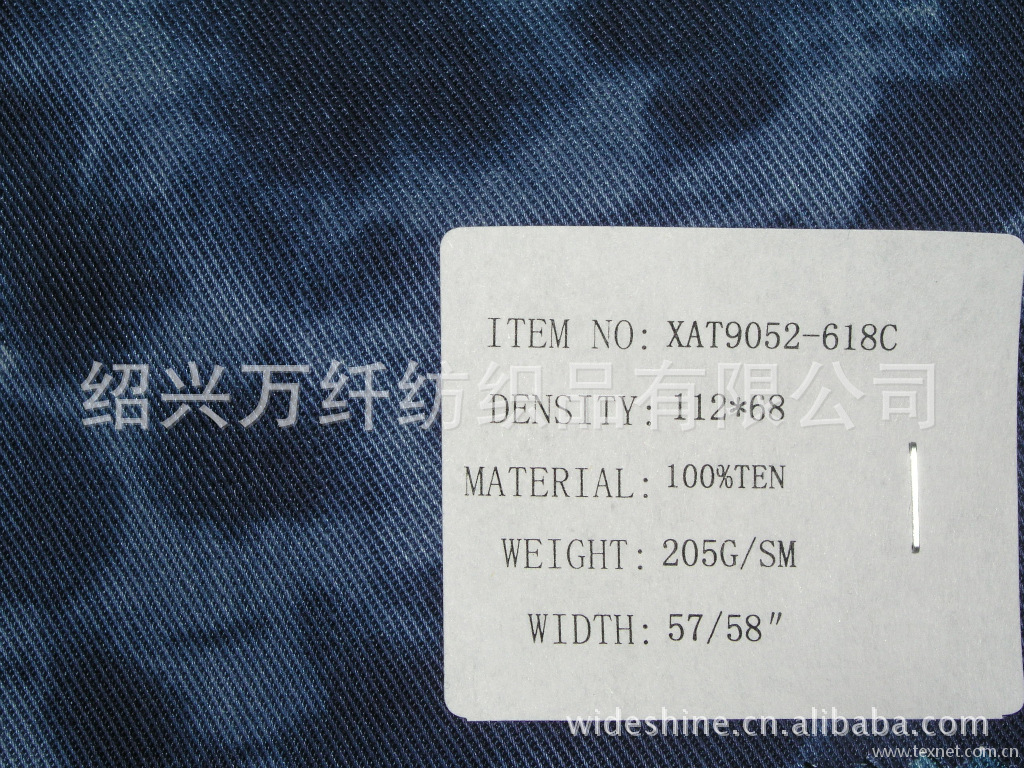 ITEM NO: XAT9052-618C
绍兴万纤纺织品有限公司
DENSITY: 112*68
MATERIAL: 100%TEN
WEIGHT: 205G/SM
WIDTH: 57/58"
wideshine.cn.alibaba.com
www.texnet.com.cn